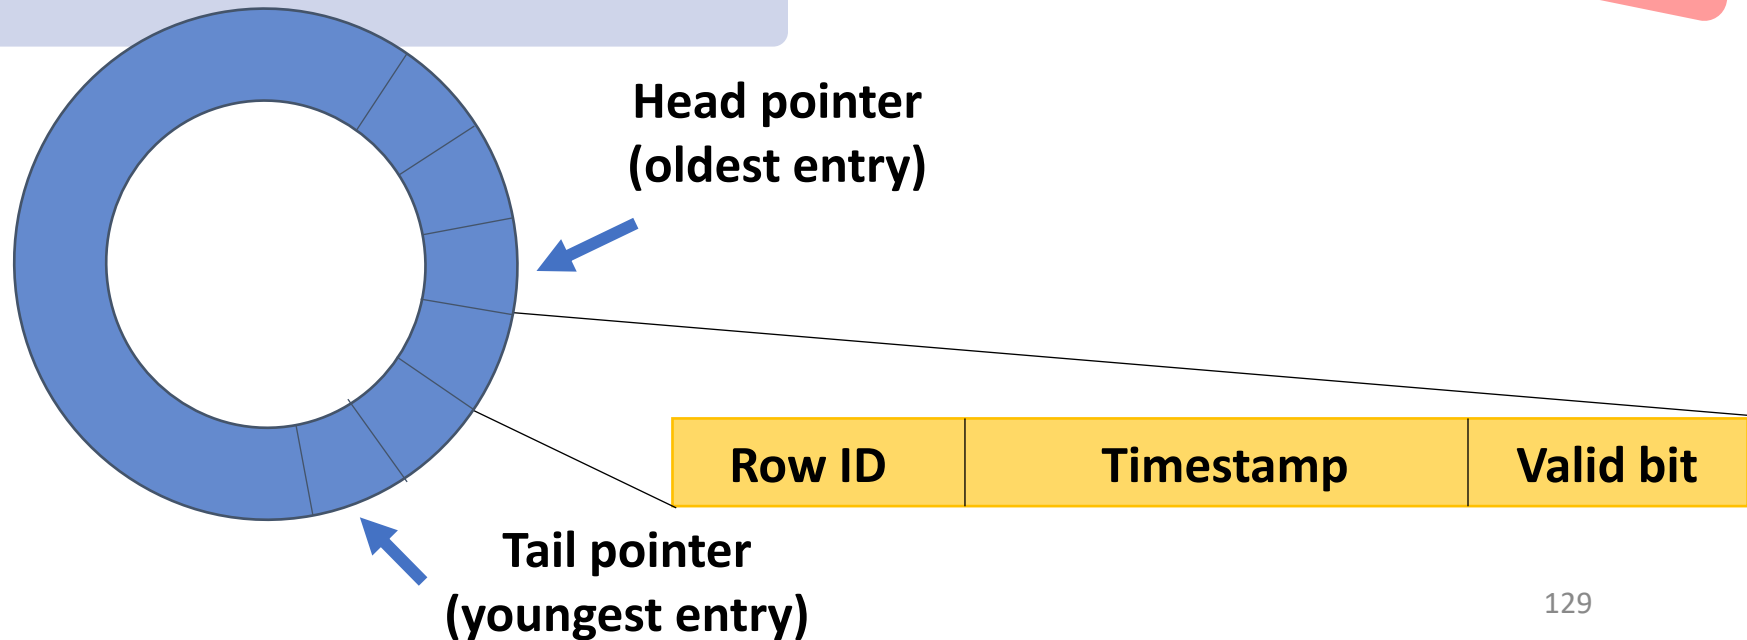 Head pointer
(oldest entry)
Row ID
Timestamp
Valid bit
Tail pointer
(youngest entry)
129